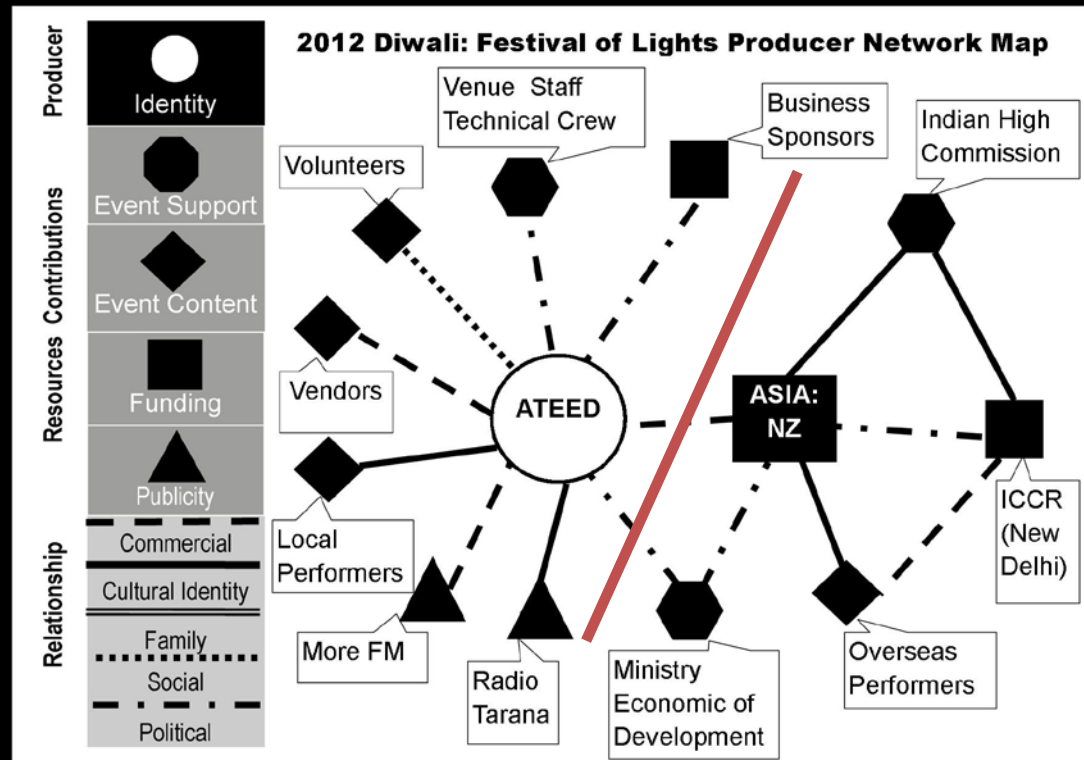 2012 Diwali: Festival of Lights Producer Network Map
Producer
Identity
Resources Contributions
Event Support
Event Content
Funding
Publicity
Relationship
Commercial
Cultural Identity
Family
Social
Political
Volunteers
Venue Staff
Technical Crew
Business
Sponsors
Indian High
Commission
Vendors
ATEED
ASIA:
NZ
Local
Performers
More FM
Radio
Tarana
Ministry
Economic of
Development
Overseas
Performers
ICCR
(New
Delhi)